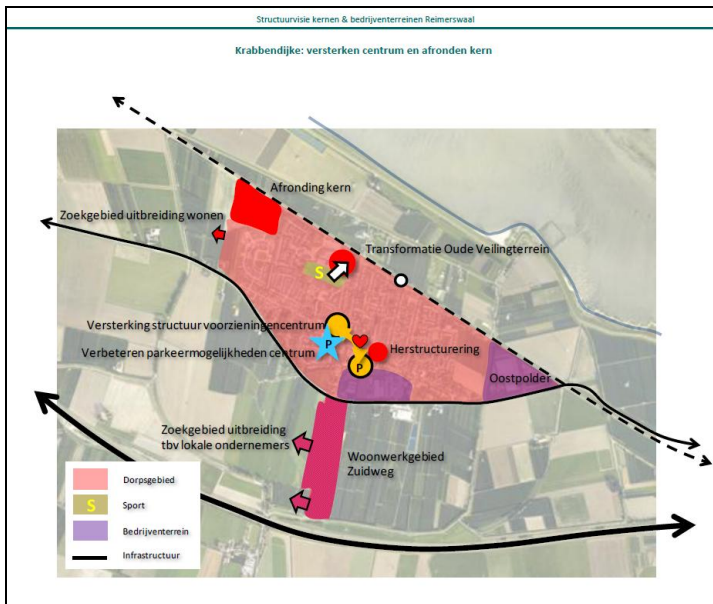 Structuurvisie kernen & bedrijventerreinen Reimerswaal
Krabbendijke: versterken centrum en afronden kern
Afronding kern
Zoekgebied uitbreiding wonen
Transformatie Oude Veilingterrein
S
Versterking structuur voorzieningencentrum
P
Verbeteren parkeermogelijkheden centrum
Herstructurering
P
Oostpolder
Zoekgebied uitbreiding
tbv lokale ondernemers
Woonwerkgebied
Zuidweg
Dorpsgebied
S Sport
Bedrijventerrein
Infrastructuur